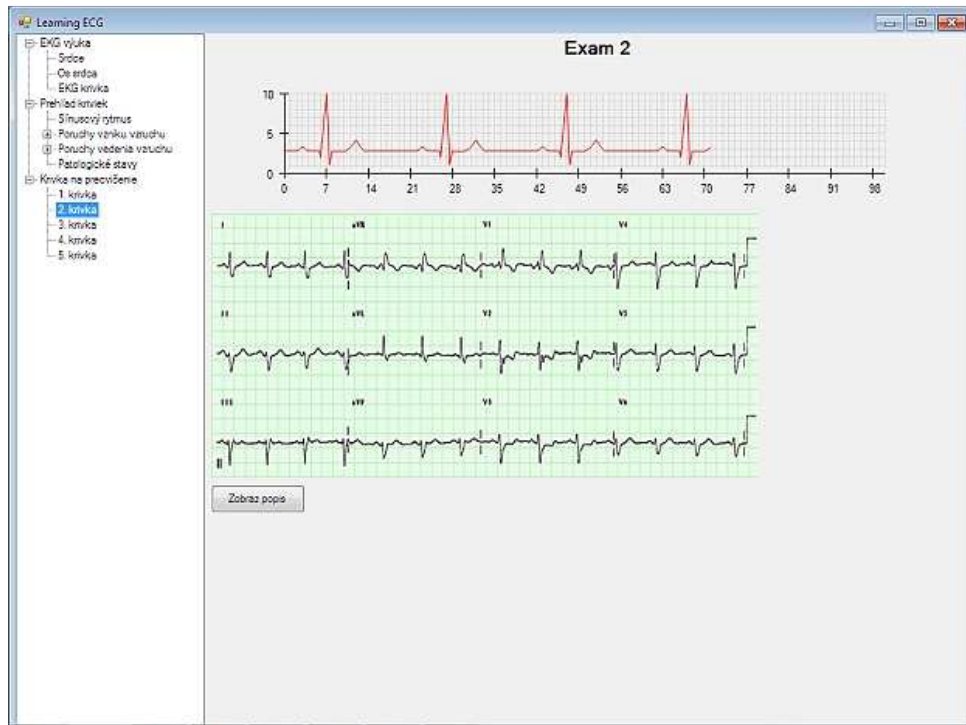 Learning ECG
EKG výuka
Srdce
Os srdca
EKG krivka
Prehľad kriviek
Sínusový rytmus
Poruchy vzniku vzruchu
Poruchy vedenia vzruchu
Patologické stavy
Krivka na precvičenie
1. krivka
2. krivka
3. krivka
4. krivka
5. krivka
Exam 2
10
5
0
0 7 14 21 28 35 42 49 56 63 70 77 84 91 98
I aVR V1 V4
II aVL V2 V5
III aVF V3 V6
II
Zobraz popis